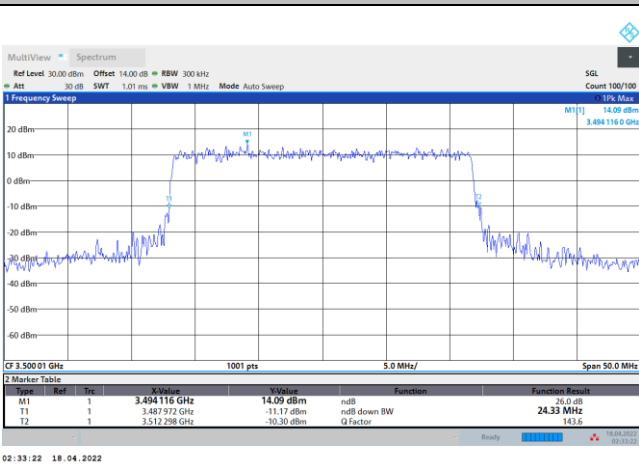 MultiView Spectrum
Ref Level 30.00 dBm Offset 14.00 dB RBW 300 kHz SGL
Att 30 dB SWT 1.01 ms VBW 1 MHz Mode Auto Sweep Count 100/100
1 Frequency Sweep 1Pk Max
M1[1] 14.09 dBm
3.494 116 0 GHz
20 dBm
M1
10 dBm
0 dBm
T1 T2
-10 dBm
-20 dBm
-30 dBm
-40 dBm
-50 dBm
-60 dBm
CF 3.500 01 GHz 1001 pts 5.0 MHz/ Span 50.0 MHz
2 Marker Table
Type Ref Trc X-Value Y-Value Function Function Result
M1 1 3.494 116 GHz 14.09 dBm ndB 26.0 dB
T1 1 3.487 972 GHz -11.17 dBm ndB down BW 24.33 MHz
T2 1 3.512 298 GHz -10.30 dBm Q Factor 143.6
Ready 18.04.2022
02:33:22
02:33:22 18.04.2022